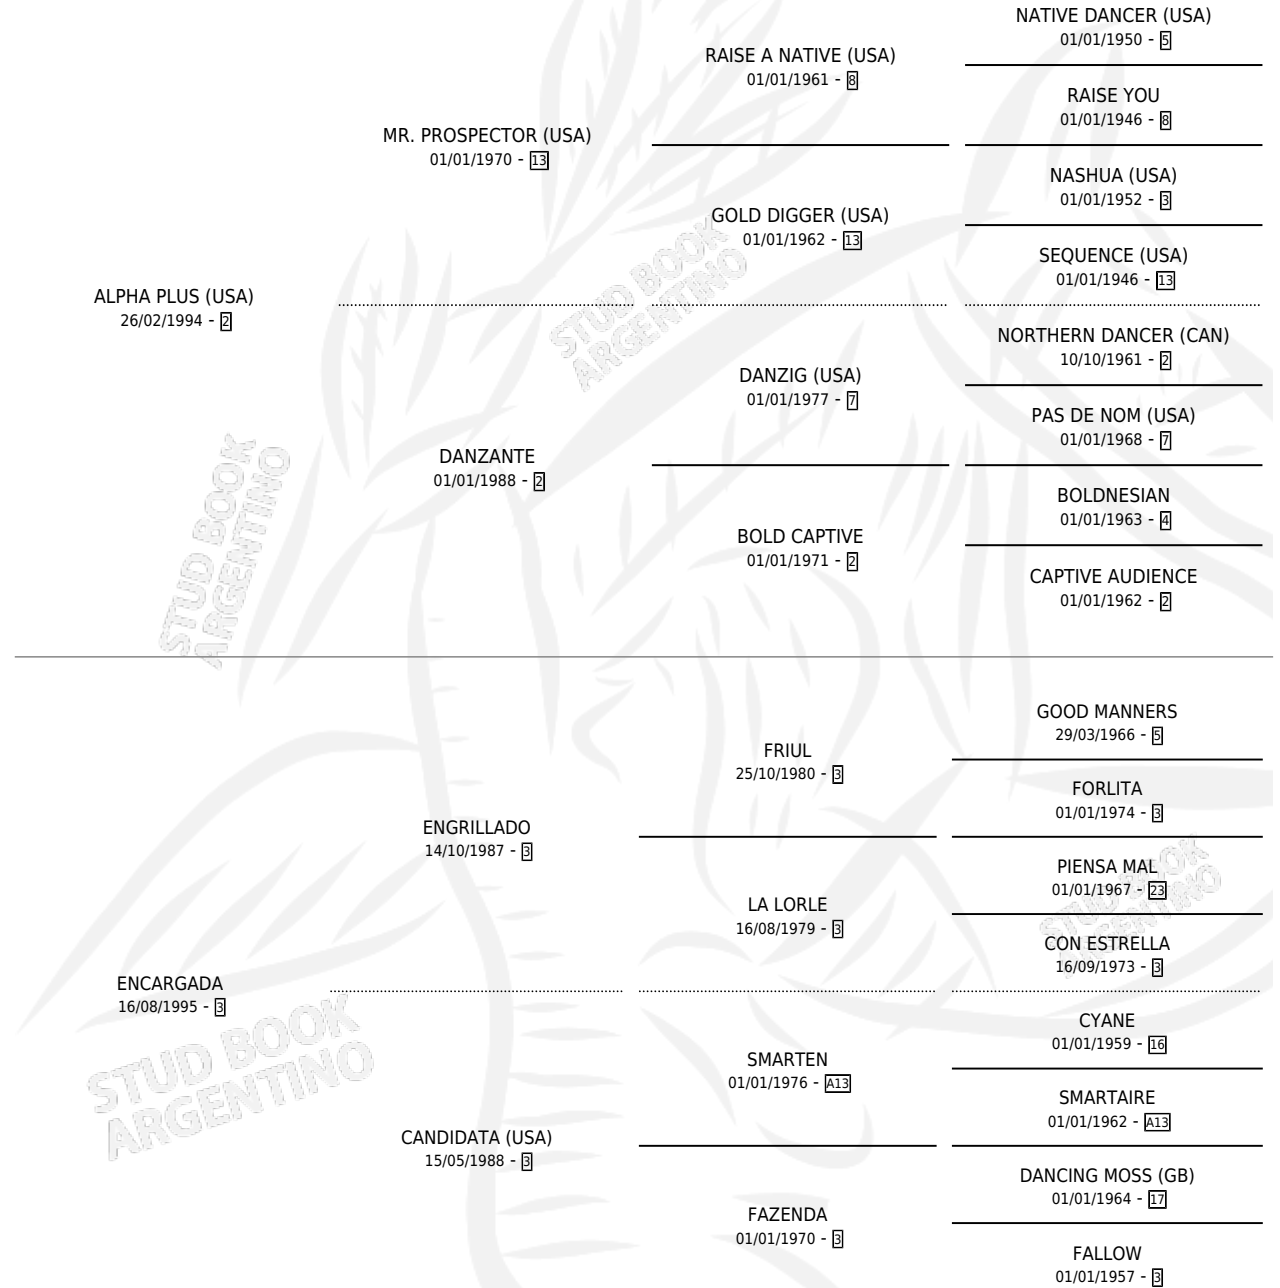 NATIVE DANCER (USA)
01/01/1950 - 5
RAISE A NATIVE (USA)
01/01/1961 - 8
RAISE YOU
01/01/1946 - 8
MR. PROSPECTOR (USA)
01/01/1970 - 13
NASHUA (USA)
01/01/1952 - 3
GOLD DIGGER (USA)
01/01/1962 - 13
SEQUENCE (USA)
01/01/1946 - 13
ALPHA PLUS (USA)
26/02/1994 - 2
NORTHERN DANCER (CAN)
10/10/1961 - 2
DANZIG (USA)
01/01/1977 - 7
PAS DE NOM (USA)
01/01/1968 - 7
DANZANTE
01/01/1988 - 2
BOLDNESIAN
01/01/1963 - 4
BOLD CAPTIVE
01/01/1971 - 2
CAPTIVE AUDIENCE
01/01/1962 - 2
GOOD MANNERS
29/03/1966 - 5
FRIUL
25/10/1980 - 3
FORLITA
01/01/1974 - 3
ENGRILLADO
14/10/1987 - 3
PIENSA MAL
01/01/1967 - 23
LA LORLE
16/08/1979 - 3
CON ESTRELLA
16/09/1973 - 3
ENCARGADA
16/08/1995 - 3
CYANE
01/01/1959 - 16
SMARTEN
01/01/1976 - A13
SMARTAIRE
01/01/1962 - A13
CANDIDATA (USA)
15/05/1988 - 3
DANCING MOSS (GB)
01/01/1964 - 17
FAZENDA
01/01/1970 - 3
FALLOW
01/01/1957 - 3
STUD BOOK
ARGENTINO
STUD BOOK
ARGENTINO
STUD BOOK
ARGENTINO
STUD BOOK
ARGENTINO